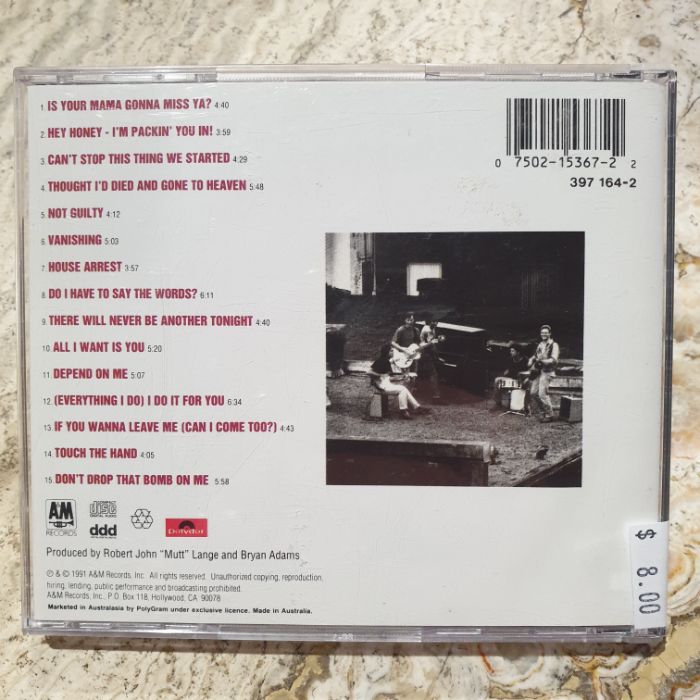 1. IS YOUR MAMA GONNA MISS YA? 4:40
2. HEY HONEY - I'M PACKIN' YOU IN! 3:59
3. CAN'T STOP THIS THING WE STARTED 4:29
4. THOUGHT I'D DIED AND GONE TO HEAVEN 5:48
5. NOT GUILTY 4:12
6. VANISHING 5:03
7. HOUSE ARREST 3:57
8. DO I HAVE TO SAY THE WORDS? 6:11
9. THERE WILL NEVER BE ANOTHER TONIGHT 4:40
10. ALL I WANT IS YOU 5:20
11. DEPEND ON ME 5:07
12. (EVERYTHING I DO) I DO IT FOR YOU 6:34
13. IF YOU WANNA LEAVE ME (CAN I COME TOO?) 4:43
14. TOUCH THE HAND 4:05
15. DON'T DROP THAT BOMB ON ME 5:58
0 7502-15367-2 2
397 164-2
A&M
RECORDS
COMPACT
disc
DIGITAL AUDIO
ddd
polydor
Produced by Robert John "Mutt" Lange and Bryan Adams
℗ & © 1991 A&M Records, Inc. All rights reserved. Unauthorized copying, reproduction,
hiring, lending, public performance and broadcasting prohibited.
A&M Records, Inc. P.O. Box 118, Hollywood, CA 90078
Marketed in Australasia by PolyGram under exclusive licence. Made in Australia.
$ 8.00